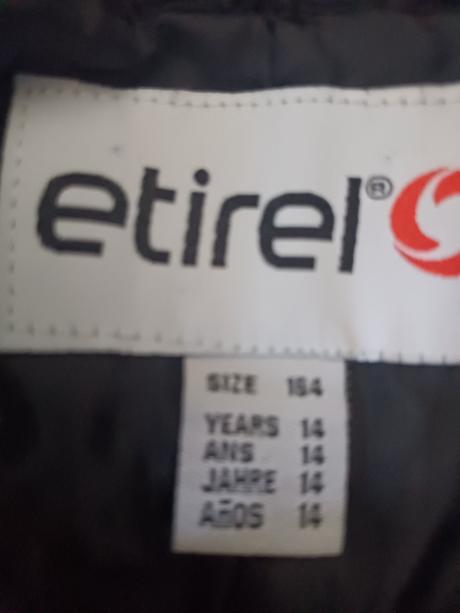 etirel®
SIZE 164
YEARS 14
ANS 14
JAHRE 14
AÑOS 14